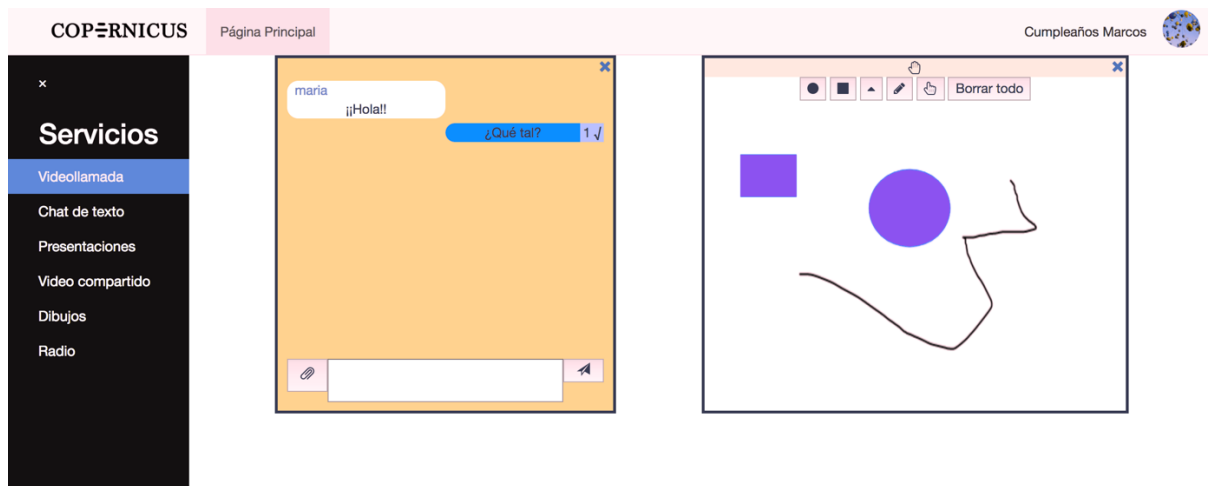 COPERNICUS
Página Principal
Cumpleaños Marcos
×
Servicios
Videollamada
Chat de texto
Presentaciones
Video compartido
Dibujos
Radio
maria
¡¡Hola!!
¿Qué tal?
1 √
Borrar todo